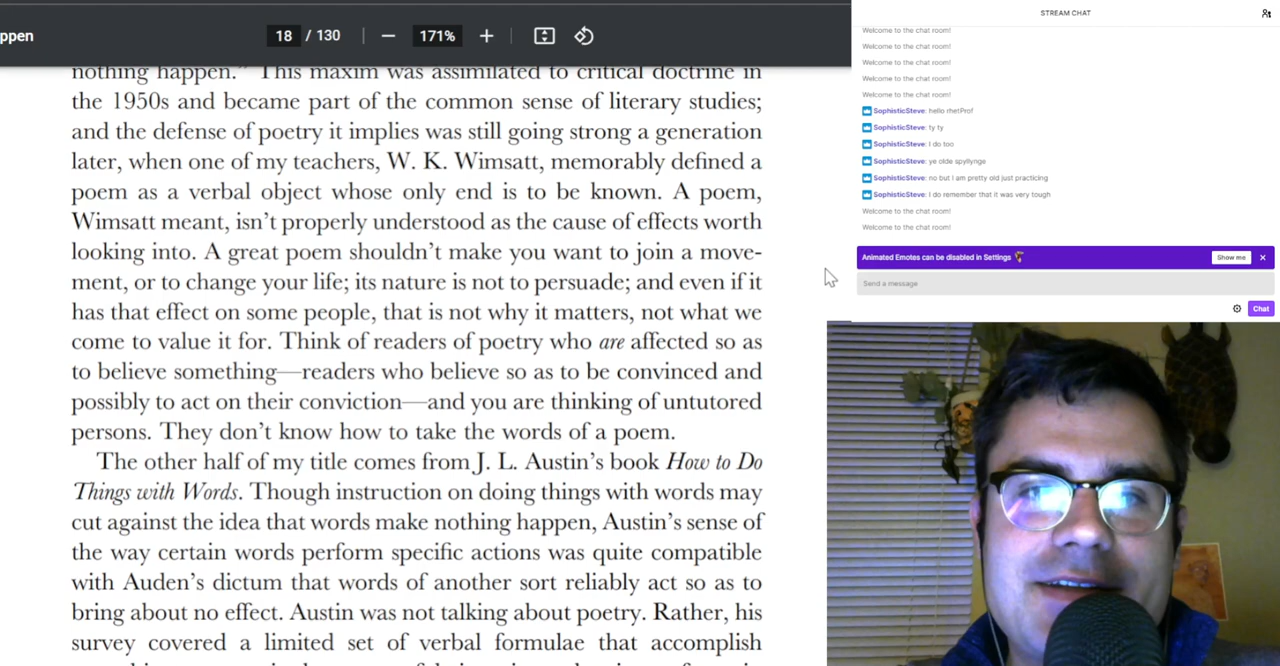 ppen
18 / 130
171%
nothing happen." This maxim was assimilated to critical doctrine in
the 1950s and became part of the common sense of literary studies;
and the defense of poetry it implies was still going strong a generation
later, when one of my teachers, W. K. Wimsatt, memorably defined a
poem as a verbal object whose only end is to be known. A poem,
Wimsatt meant, isn't properly understood as the cause of effects worth
looking into. A great poem shouldn't make you want to join a move-
ment, or to change your life; its nature is not to persuade; and even if it
has that effect on some people, that is not why it matters, not what we
come to value it for. Think of readers of poetry who are affected so as
to believe something—readers who believe so as to be convinced and
possibly to act on their conviction—and you are thinking of untutored
persons. They don't know how to take the words of a poem.
The other half of my title comes from J. L. Austin's book How to Do
Things with Words. Though instruction on doing things with words may
cut against the idea that words make nothing happen, Austin's sense of
the way certain words perform specific actions was quite compatible
with Auden's dictum that words of another sort reliably act so as to
bring about no effect. Austin was not talking about poetry. Rather, his
survey covered a limited set of verbal formulae that accomplish
STREAM CHAT
Welcome to the chat room!
Welcome to the chat room!
Welcome to the chat room!
Welcome to the chat room!
Welcome to the chat room!
SophisticSteve: hello rhetProf
SophisticSteve: ty ty
SophisticSteve: I do too
SophisticSteve: ye olde spyllynge
SophisticSteve: no but I am pretty old just practicing
SophisticSteve: I do remember that it was very tough
Welcome to the chat room!
Welcome to the chat room!
Animated Emotes can be disabled in Settings
Show me
Send a message
Chat